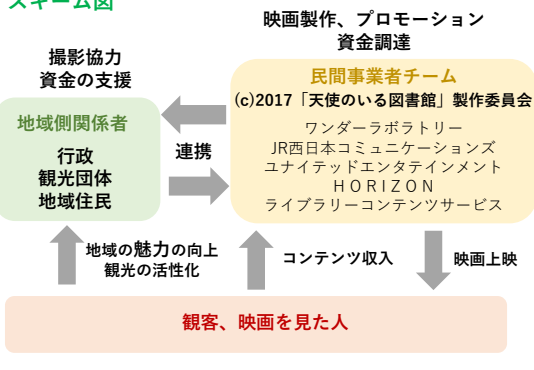 スキーム図
映画製作、プロモーション
資金調達
撮影協力
資金の支援
民間事業者チーム
(c)2017「天使のいる図書館」製作委員会
ワンダーラボラトリー
JR西日本コミュニケーションズ
ユナイテッドエンタテインメント
ＨＯＲＩＺＯＮ
ライブラリーコンテンツサービス
地域側関係者
行政
観光団体
地域住民
連携
地域の魅力の向上
観光の活性化
コンテンツ収入
映画上映
観客、映画を見た人